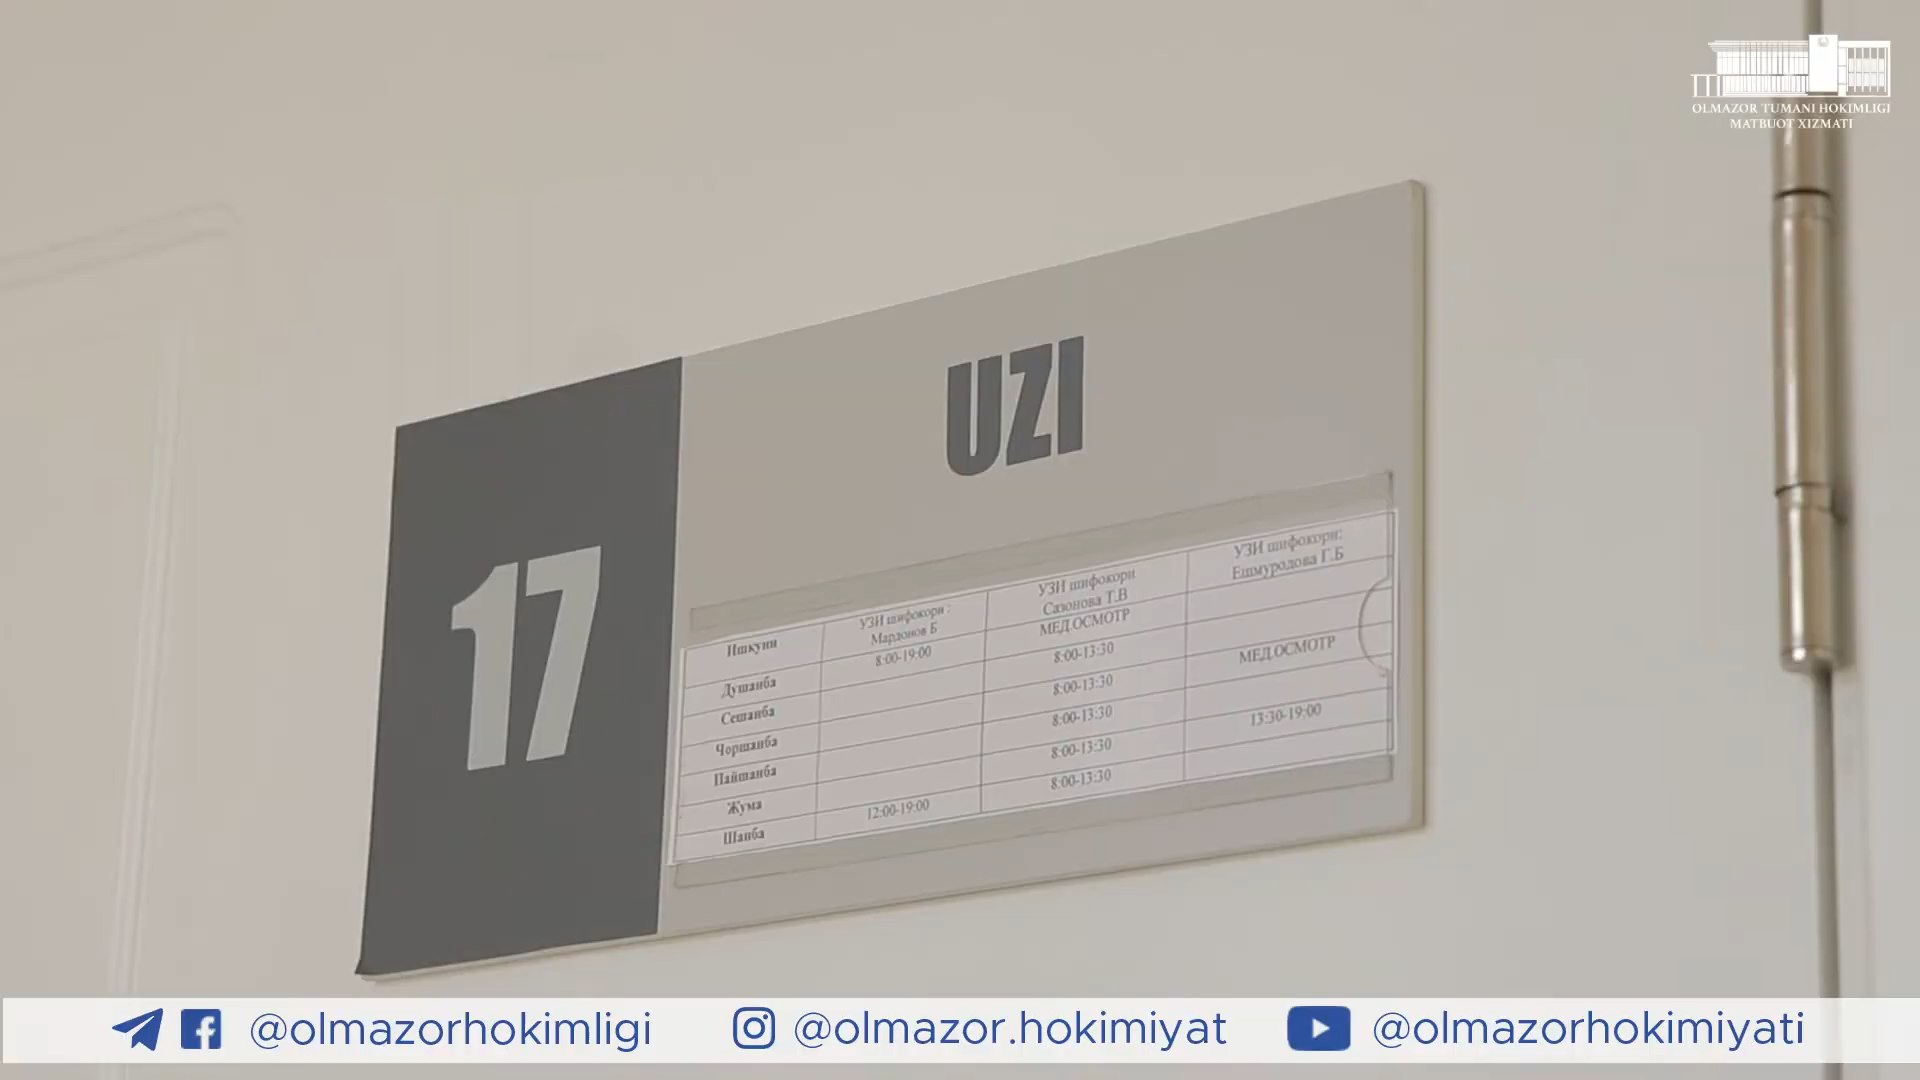 OLMAZOR TUMANI HOKIMLIGI
MATBUOT XIZMATI
17
UZI
Ишкуни
УЗИ шифокори :
Мардонов Б
УЗИ шифокори
Сазонова Т.В
УЗИ шифокори:
Ешмуродова Г.Б
МЕД.ОСМОТР
Душанба
8:00-19:00
8:00-13:30
Сешанба
8:00-13:30
МЕД.ОСМОТР
Чоршанба
8:00-13:30
Пайшанба
8:00-13:30
13:30-19:00
Жума
8:00-13:30
Шанба
12:00-19:00
@olmazorhokimligi
@olmazor.hokimiyat
@olmazorhokimiyati